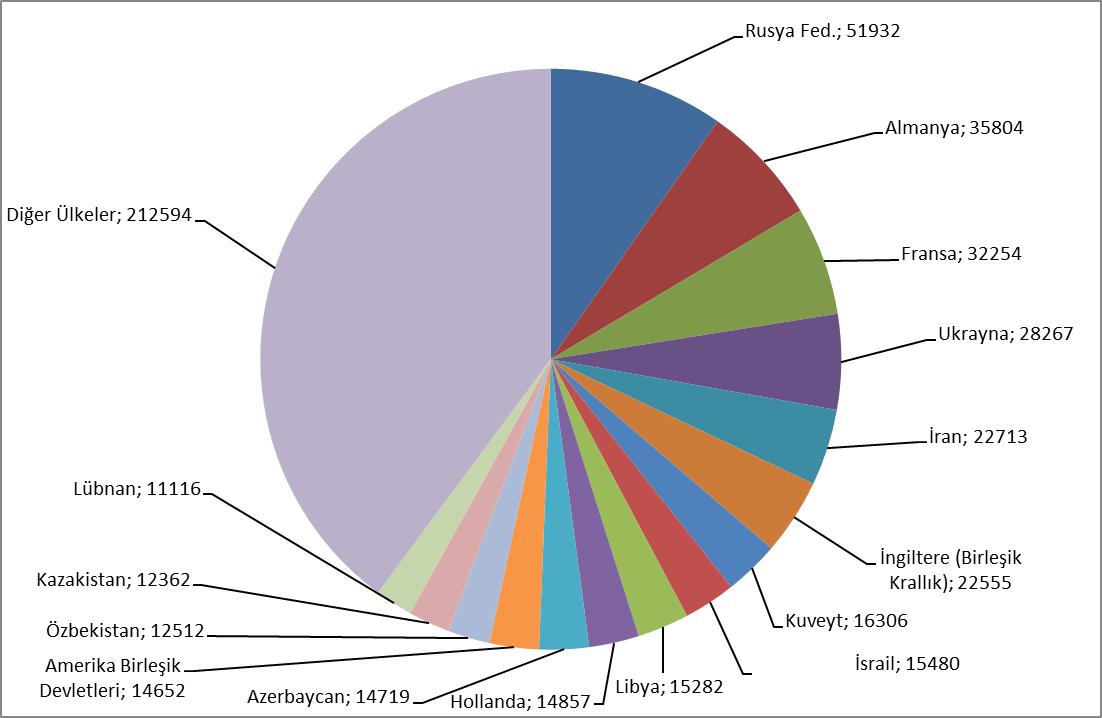 Rusya Fed.; 51932
Almanya; 35804
Fransa; 32254
Ukrayna; 28267
İran; 22713
İngiltere (Birleşik
Krallık); 22555
Kuveyt; 16306
İsrail; 15480
Libya; 15282
Hollanda; 14857
Azerbaycan; 14719
Amerika Birleşik
Devletleri; 14652
Özbekistan; 12512
Kazakistan; 12362
Lübnan; 11116
Diğer Ülkeler; 212594